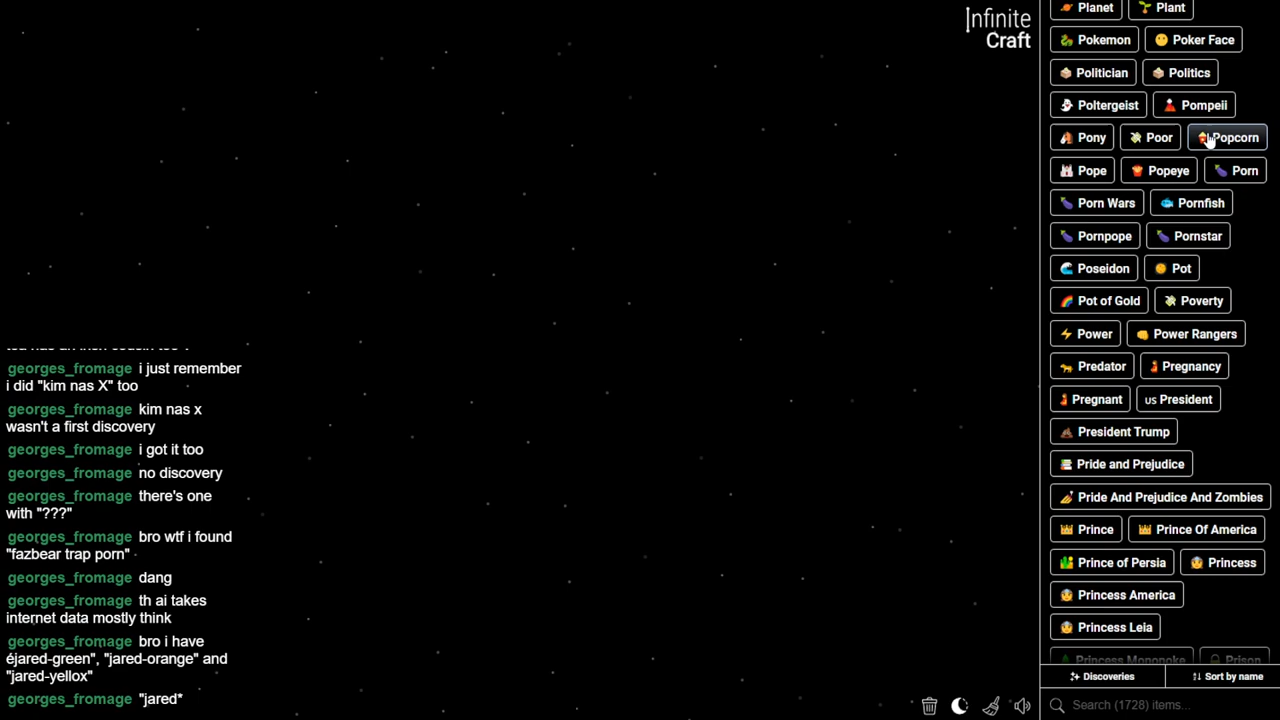 Infinite
Craft
georges_fromage i just remember
i did "kim nas X" too
georges_fromage kim nas x
wasn't a first discovery
georges_fromage i got it too
georges_fromage no discovery
georges_fromage there's one
with "???"
georges_fromage bro wtf i found
"fazbear trap porn"
georges_fromage dang
georges_fromage th ai takes
internet data mostly think
georges_fromage bro i have
éjared-green", "jared-orange" and
"jared-yellox"
georges_fromage "jared*
Planet Plant
Pokemon Poker Face
Politician Politics
Poltergeist Pompeii
Pony Poor Popcorn
Pope Popeye Porn
Porn Wars Pornfish
Pornpope Pornstar
Poseidon Pot
Pot of Gold Poverty
Power Power Rangers
Predator Pregnancy
Pregnant US President
President Trump
Pride and Prejudice
Pride And Prejudice And Zombies
Prince Prince Of America
Prince of Persia Princess
Princess America
Princess Leia
Princess Mononoke Prison
Discoveries Sort by name
Search (1728) items...